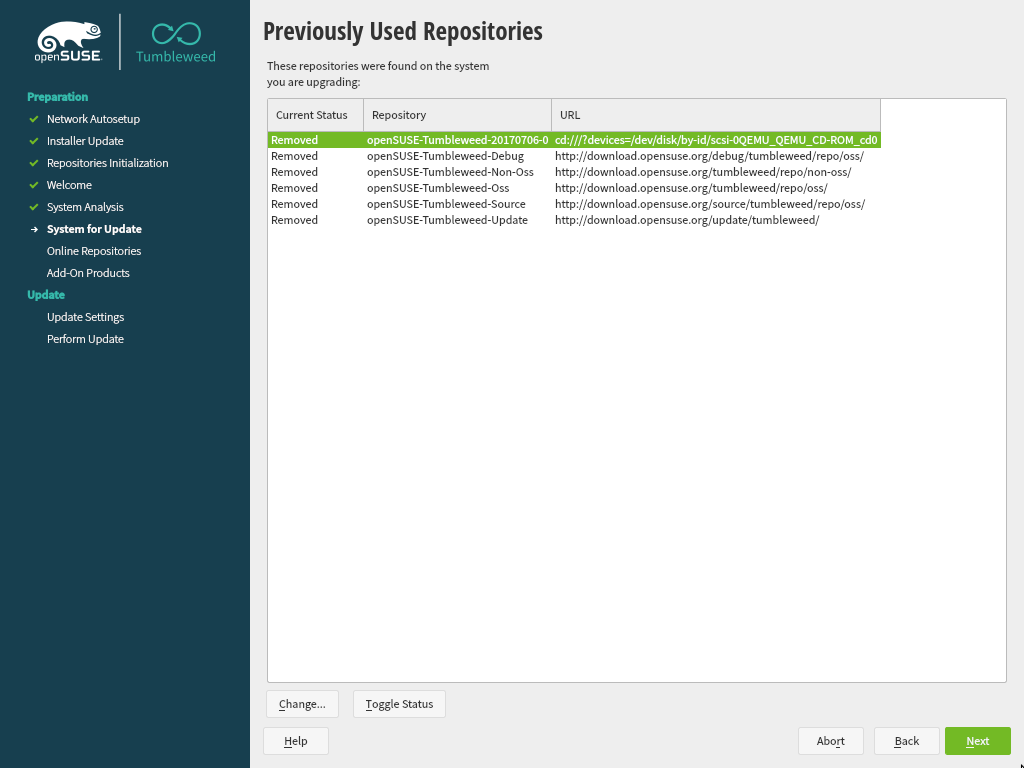 openSUSE
Tumbleweed
Preparation
Network Autosetup
Installer Update
Repositories Initialization
Welcome
System Analysis
System for Update
Online Repositories
Add-On Products
Update
Update Settings
Perform Update
Previously Used Repositories
These repositories were found on the system
you are upgrading:
Current Status Repository URL
Removed openSUSE-Tumbleweed-20170706-0 cd:///?devices=/dev/disk/by-id/scsi-0QEMU_QEMU_CD-ROM_cd0
Removed openSUSE-Tumbleweed-Debug http://download.opensuse.org/debug/tumbleweed/repo/oss/
Removed openSUSE-Tumbleweed-Non-Oss http://download.opensuse.org/tumbleweed/repo/non-oss/
Removed openSUSE-Tumbleweed-Oss http://download.opensuse.org/tumbleweed/repo/oss/
Removed openSUSE-Tumbleweed-Source http://download.opensuse.org/source/tumbleweed/repo/oss/
Removed openSUSE-Tumbleweed-Update http://download.opensuse.org/update/tumbleweed/
Change... Toggle Status
Help Abort Back Next